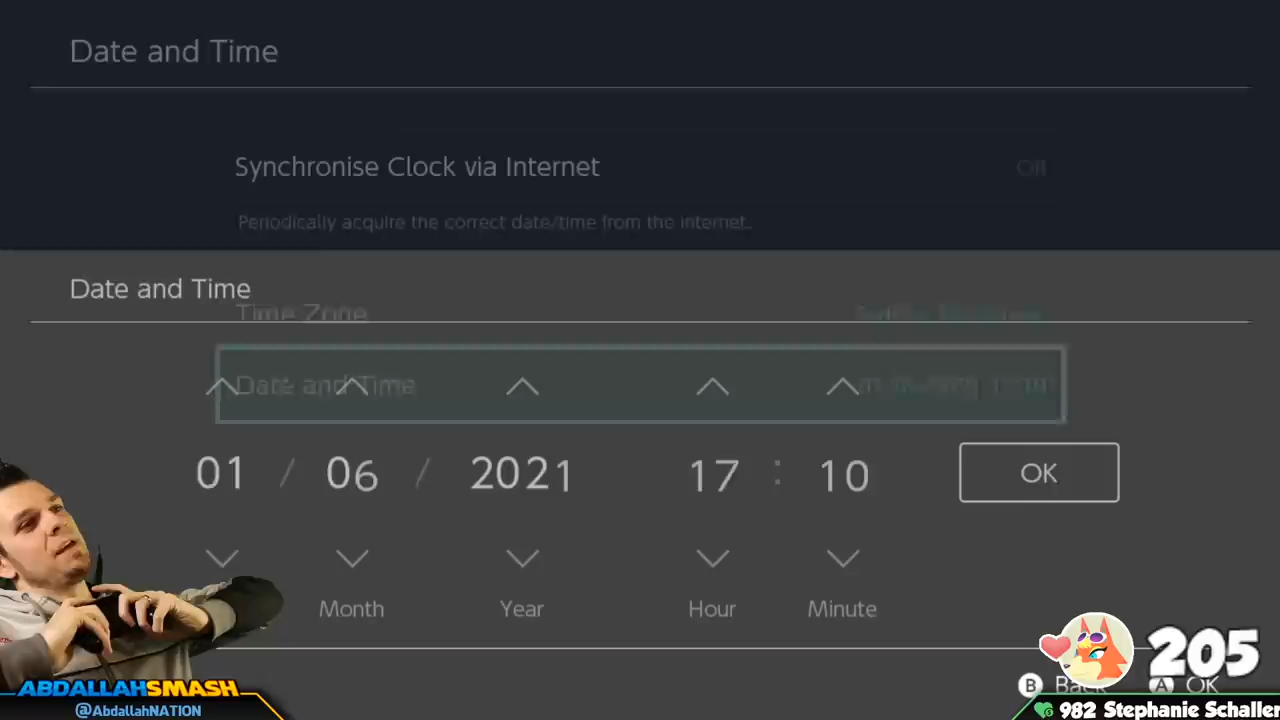 Date and Time
Synchronise Clock via Internet
Off
Periodically acquire the correct date/time from the internet.
Date and Time
Time Zone
Date and Time
01 / 06 / 2021 17 : 10 OK
Month Year Hour Minute
205
B Back A OK
ABDALLAHSMASH
@AbdallahNATION
982 Stephanie Schaller